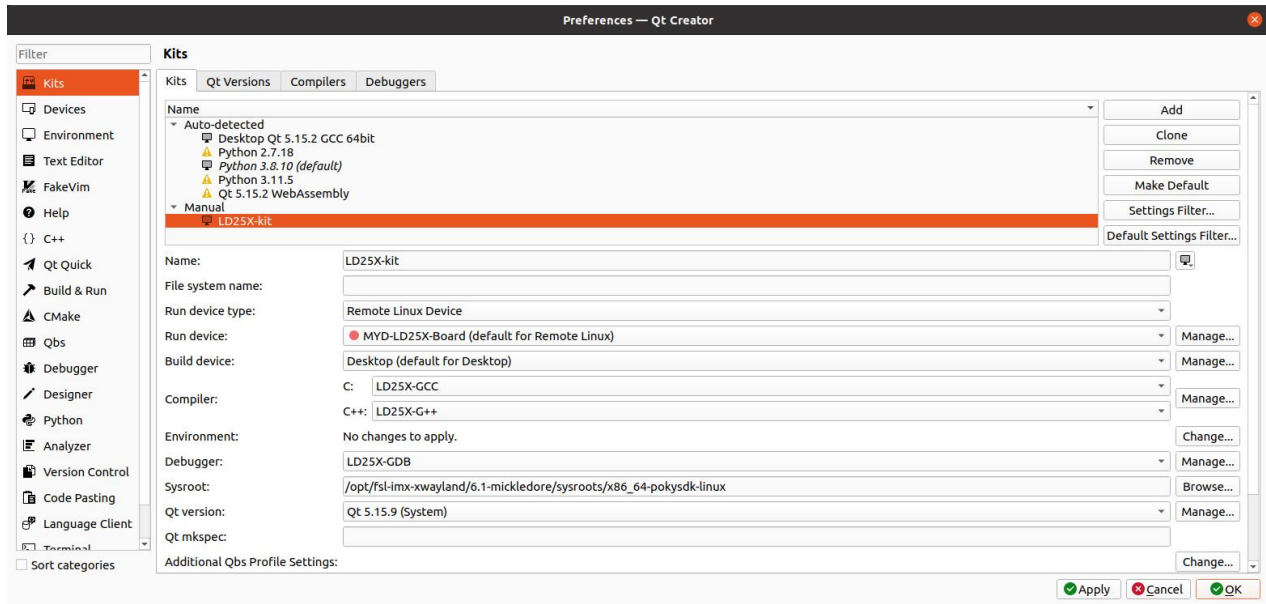 Preferences — Qt Creator
Filter
Kits
Devices
Environment
Text Editor
FakeVim
Help
C++
Qt Quick
Build & Run
CMake
Qbs
Debugger
Designer
Python
Analyzer
Version Control
Code Pasting
Language Client
Terminal
Sort categories
Kits
Kits Qt Versions Compilers Debuggers
Name
Auto-detected
Desktop Qt 5.15.2 GCC 64bit
Python 2.7.18
Python 3.8.10 (default)
Python 3.11.5
Qt 5.15.2 WebAssembly
Manual
LD25X-kit
Add
Clone
Remove
Make Default
Settings Filter...
Default Settings Filter...
Name: LD25X-kit
File system name:
Run device type: Remote Linux Device
Run device: MYD-LD25X-Board (default for Remote Linux) Manage...
Build device: Desktop (default for Desktop) Manage...
Compiler: C: LD25X-GCC
C++: LD25X-G++ Manage...
Environment: No changes to apply. Change...
Debugger: LD25X-GDB Manage...
Sysroot: /opt/fsl-imx-xwayland/6.1-mickledore/sysroots/x86_64-pokysdk-linux Browse...
Qt version: Qt 5.15.9 (System) Manage...
Qt mkspec:
Additional Qbs Profile Settings: Change...
Apply Cancel OK